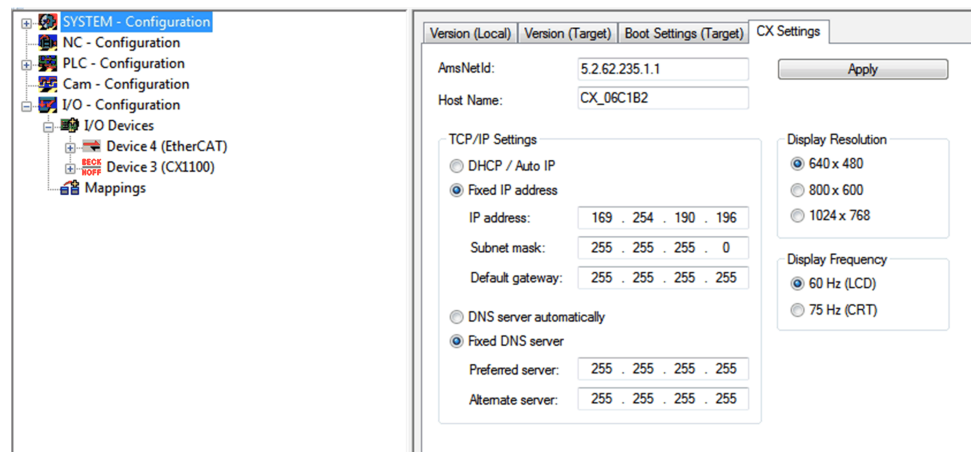 SYSTEM - Configuration
NC - Configuration
PLC - Configuration
Cam - Configuration
I/O - Configuration
I/O Devices
Device 4 (EtherCAT)
BECK
HOFF
Device 3 (CX1100)
Mappings
Version (Local) Version (Target) Boot Settings (Target) CX Settings
AmsNetId: 5.2.62.235.1.1
Apply
Host Name: CX_06C1B2
TCP/IP Settings
DHCP / Auto IP
Fixed IP address
IP address: 169 . 254 . 190 . 196
Subnet mask: 255 . 255 . 255 . 0
Default gateway: 255 . 255 . 255 . 255
DNS server automatically
Fixed DNS server
Preferred server: 255 . 255 . 255 . 255
Alternate server: 255 . 255 . 255 . 255
Display Resolution
640 x 480
800 x 600
1024 x 768
Display Frequency
60 Hz (LCD)
75 Hz (CRT)